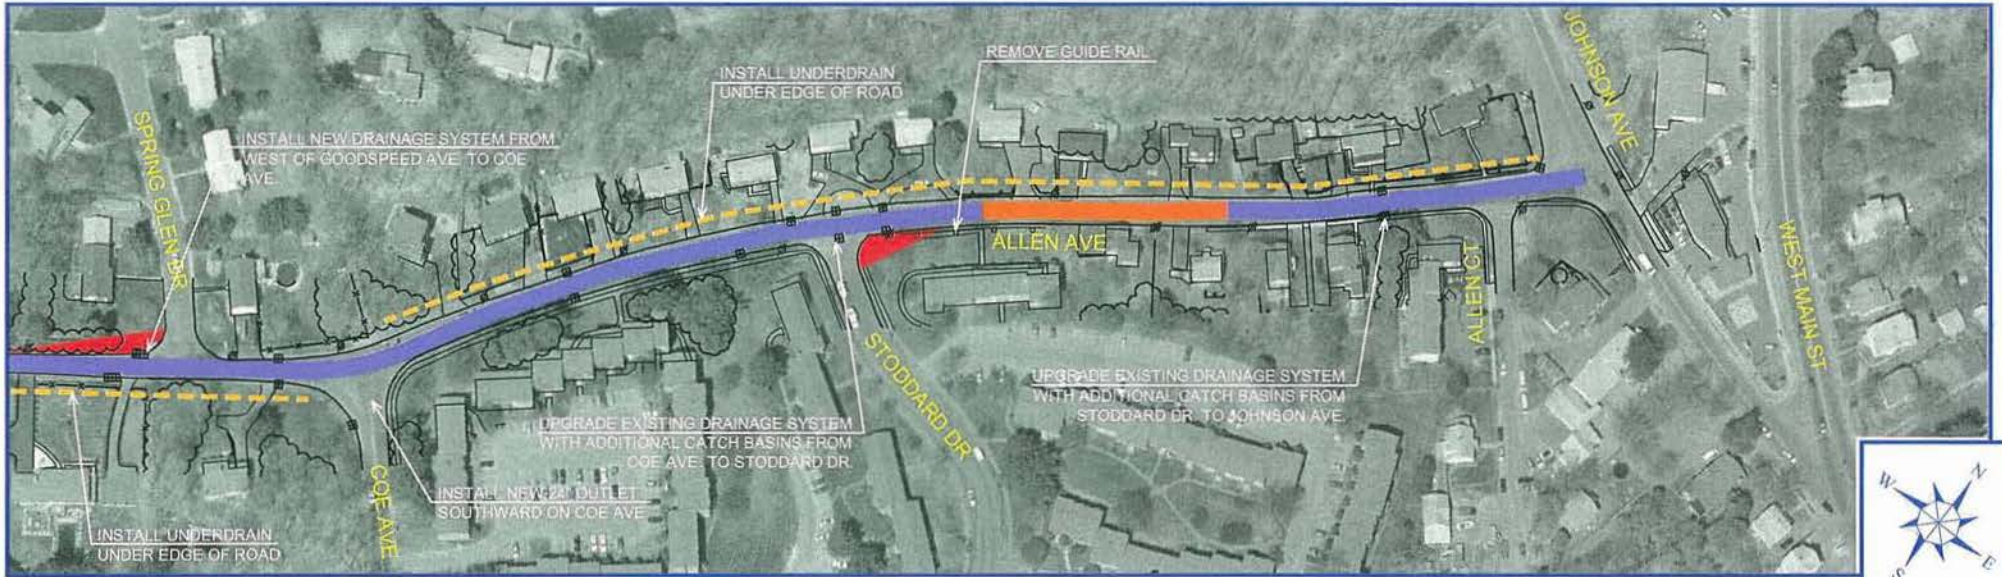 JOHNSON AVE
REMOVE GUIDE RAIL
INSTALL UNDERDRAIN
UNDER EDGE OF ROAD
SPRING GLEN DR
INSTALL NEW DRAINAGE SYSTEM FROM
WEST OF GOODSPEED AVE. TO COE
AVE.
ALLEN AVE
WEST MAIN ST
ALLEN CT
STODDARD DR
UPGRADE EXISTING DRAINAGE SYSTEM
WITH ADDITIONAL CATCH BASINS FROM
STODDARD DR. TO JOHNSON AVE.
UPGRADE EXISTING DRAINAGE SYSTEM
WITH ADDITIONAL CATCH BASINS FROM
COE AVE. TO STODDARD DR.
COE AVE
INSTALL NEW 24" OUTLET
SOUTHWARD ON COE AVE
INSTALL UNDERDRAIN
UNDER EDGE OF ROAD
W
N
E
S